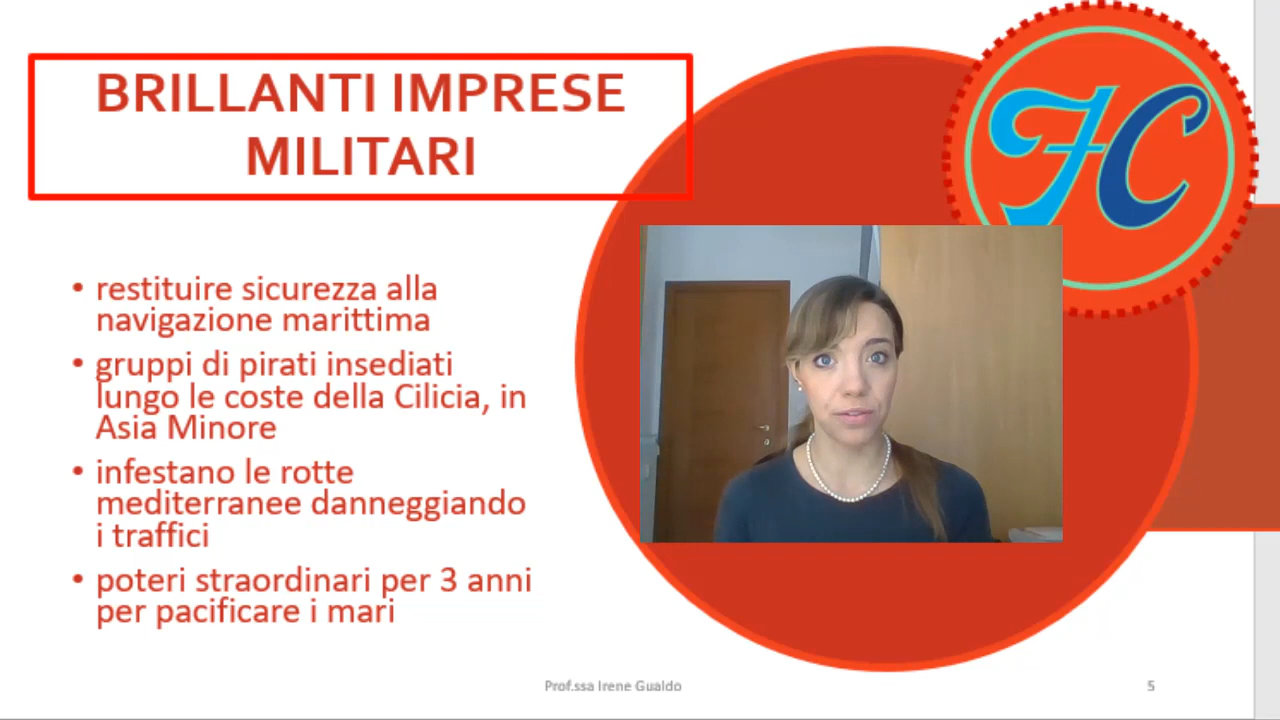 BRILLANTI IMPRESE
MILITARI
• restituire sicurezza alla
navigazione marittima
• gruppi di pirati insediati
lungo le coste della Cilicia, in
Asia Minore
• infestano le rotte
mediterranee danneggiando
i traffici
• poteri straordinari per 3 anni
per pacificare i mari
Prof.ssa Irene Gualdo
5